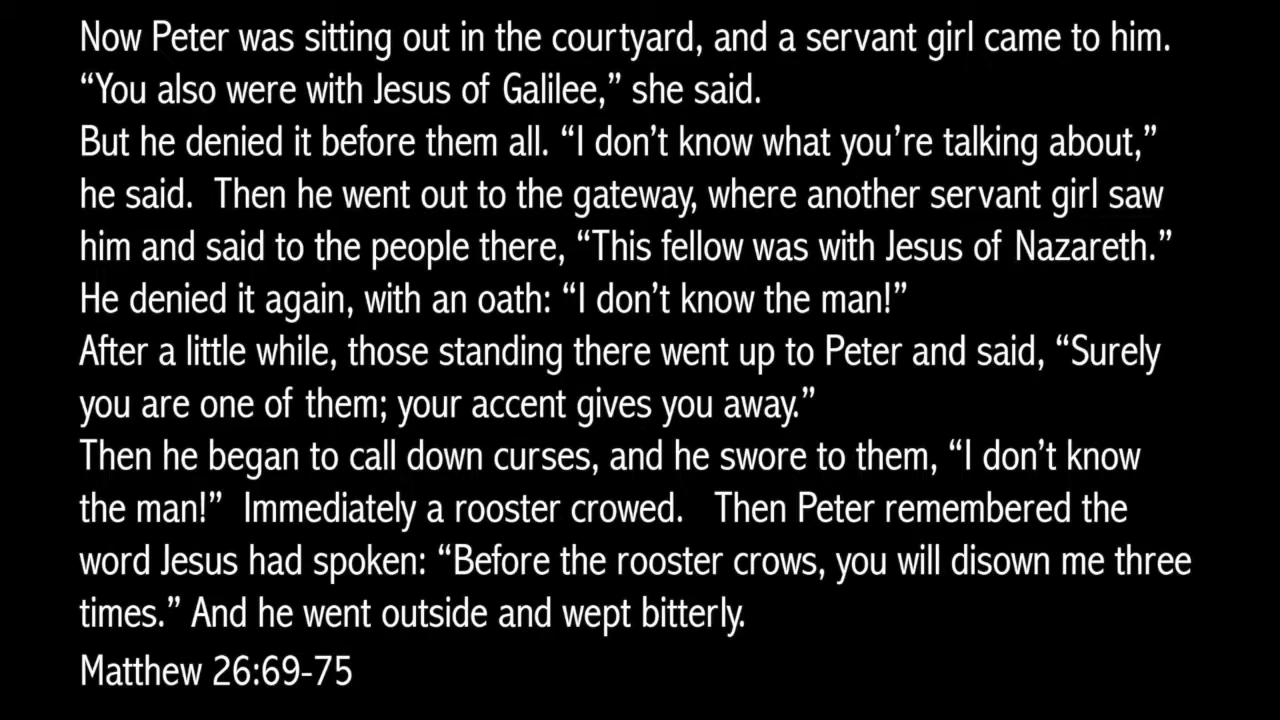 Now Peter was sitting out in the courtyard, and a servant girl came to him.
“You also were with Jesus of Galilee,” she said.
But he denied it before them all. “I don’t know what you’re talking about,”
he said.  Then he went out to the gateway, where another servant girl saw
him and said to the people there, “This fellow was with Jesus of Nazareth.”
He denied it again, with an oath: “I don’t know the man!”
After a little while, those standing there went up to Peter and said, “Surely
you are one of them; your accent gives you away.”
Then he began to call down curses, and he swore to them, “I don’t know
the man!”  Immediately a rooster crowed.   Then Peter remembered the
word Jesus had spoken: “Before the rooster crows, you will disown me three
times.” And he went outside and wept bitterly.
Matthew 26:69-75